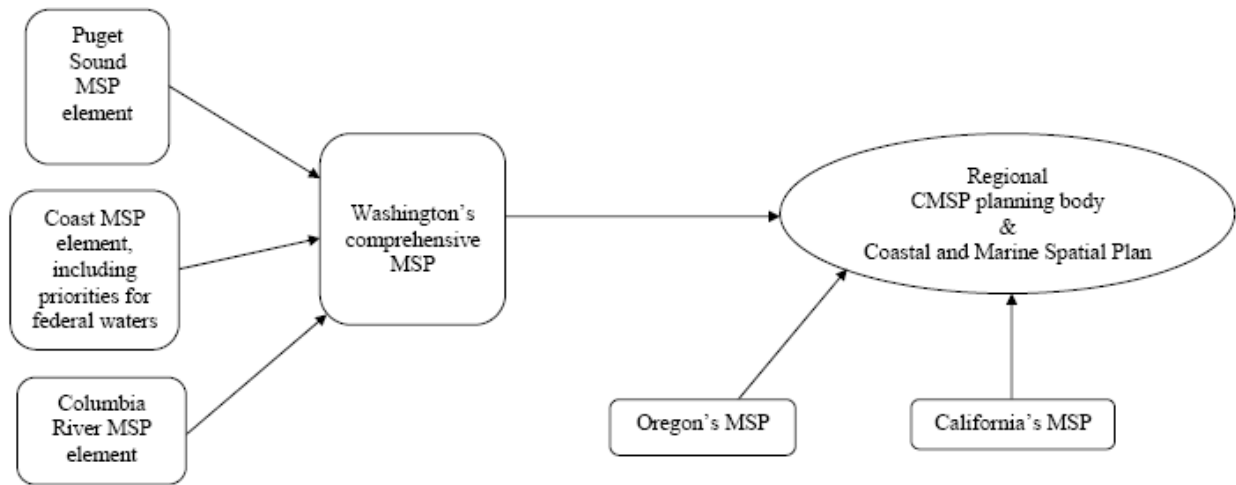 Puget
Sound
MSP
element
Coast MSP
element,
including
priorities for
federal waters
Columbia
River MSP
element
Washington’s
comprehensive
MSP
Regional
CMSP planning body
&
Coastal and Marine Spatial Plan
Oregon’s MSP
California’s MSP